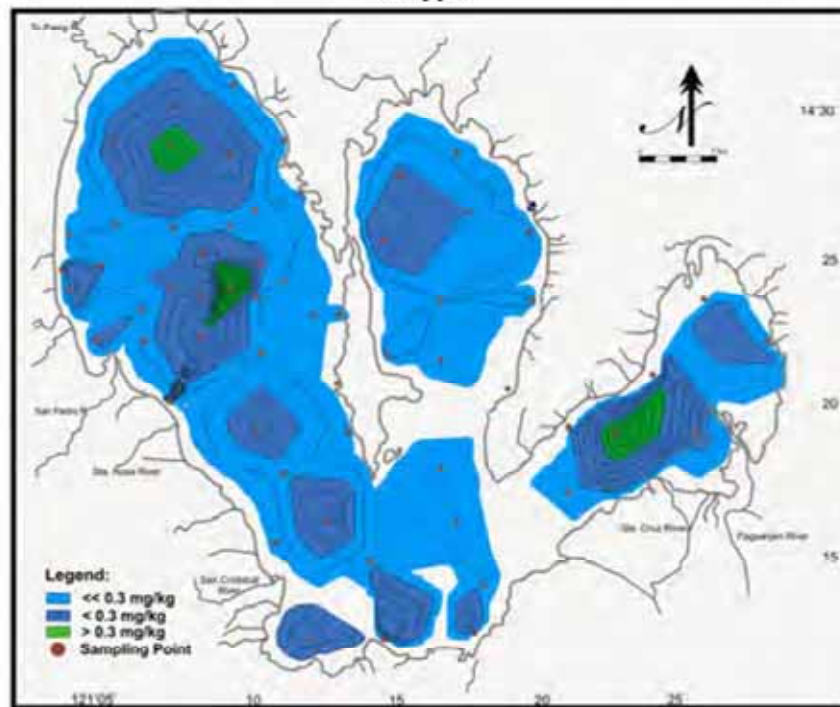 14°30
25
San Pedro R
20
Sta. Rosa River
Sta. Cruz River
Pagsanjan River
15
San Cristobal
River
Legend:
<< 0.3 mg/kg
< 0.3 mg/kg
> 0.3 mg/kg
Sampling Point
121°05'
10
15
20
25